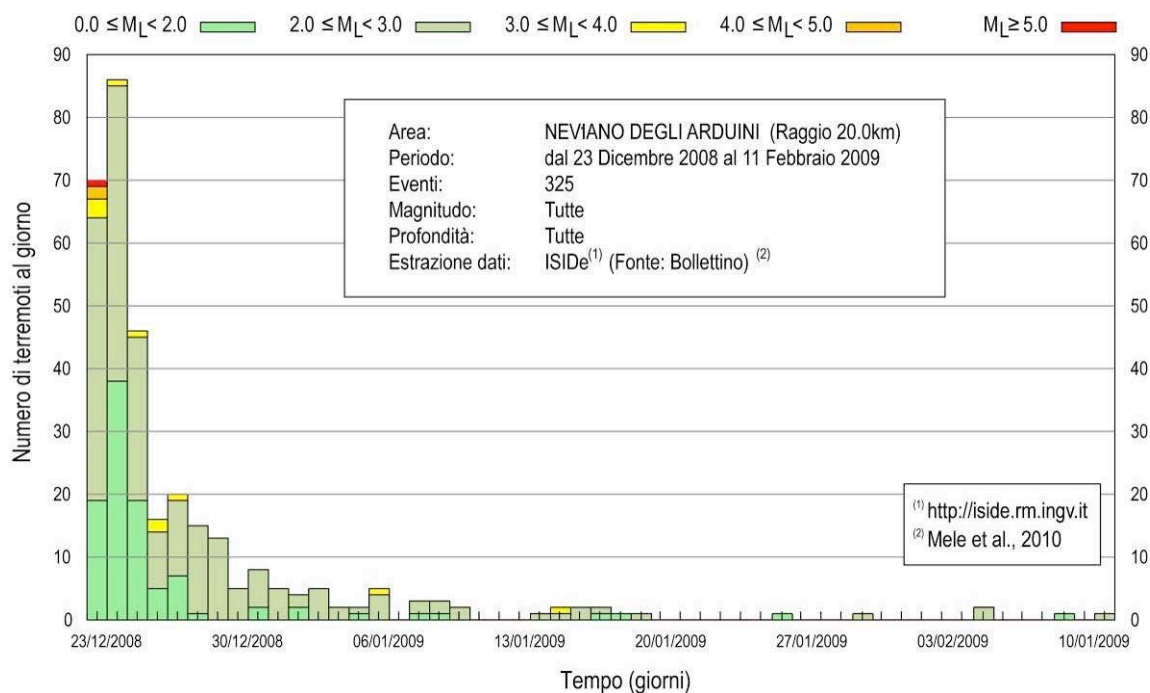 0.0 ≤ M_L< 2.0 2.0 ≤ M_L< 3.0 3.0 ≤ M_L< 4.0 4.0 ≤ M_L< 5.0 M_L≥ 5.0
90 90
80 80
70 70
60 60
50 50
40 40
30 30
20 20
10 10
0 0
Numero di terremoti al giorno
Area: NEVIANO DEGLI ARDUINI (Raggio 20.0km)
Periodo: dal 23 Dicembre 2008 al 11 Febbraio 2009
Eventi: 325
Magnitudo: Tutte
Profondità: Tutte
Estrazione dati: ISIDe(1) (Fonte: Bollettino) (2)
(1) http://iside.rm.ingv.it
(2) Mele et al., 2010
23/12/2008 30/12/2008 06/01/2009 13/01/2009 20/01/2009 27/01/2009 03/02/2009 10/01/2009
Tempo (giorni)